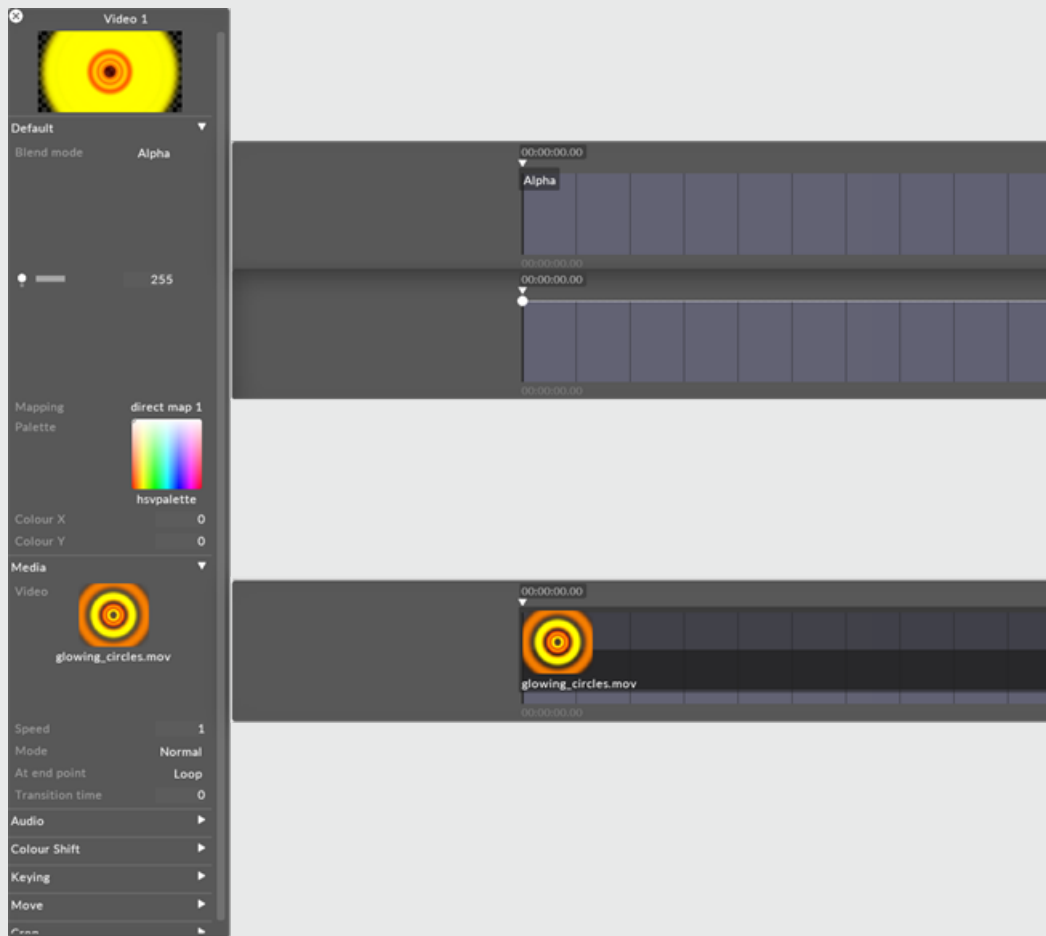 Video 1
Default
Blend mode Alpha
00:00:00.00
Alpha
00:00:00.00
255
00:00:00.00
00:00:00.00
Mapping direct map 1
Palette
hsvpalette
Colour X 0
Colour Y 0
Media
Video
glowing_circles.mov
00:00:00.00
glowing_circles.mov
00:00:00.00
Speed 1
Mode Normal
At end point Loop
Transition time 0
Audio
Colour Shift
Keying
Move
Crop